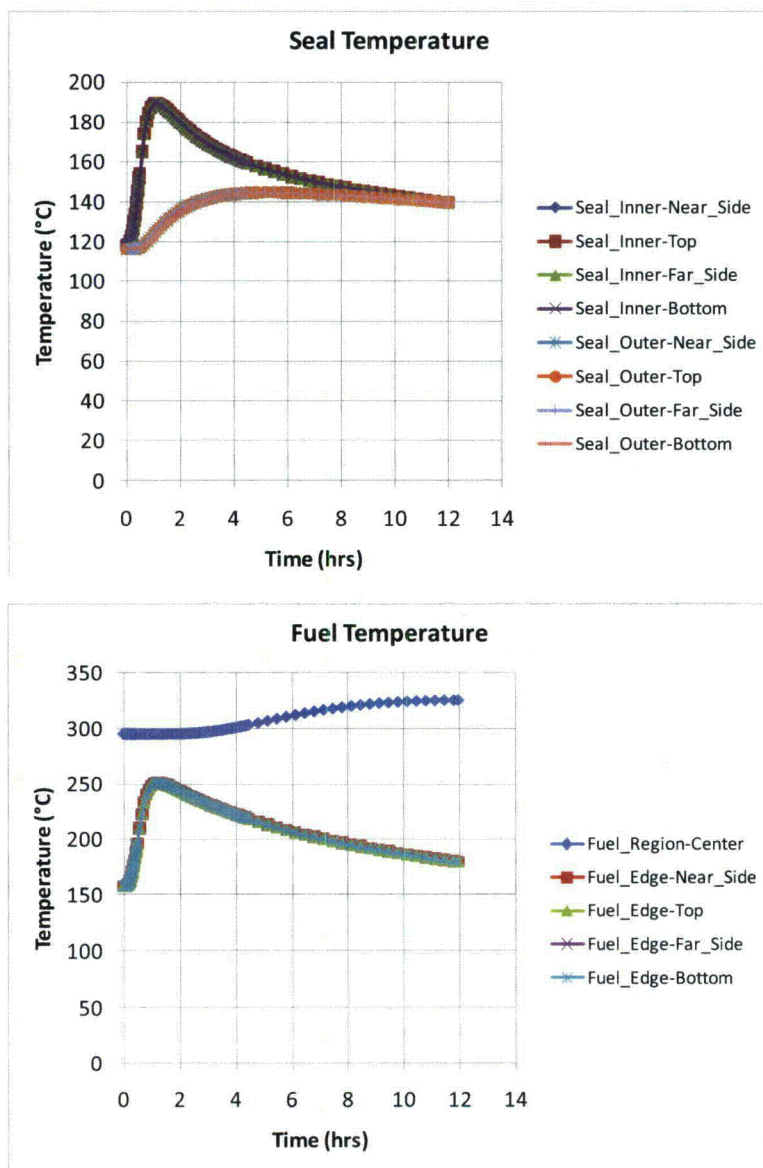 Seal Temperature
200
180
160
140
120
100
80
60
40
20
0
Temperature (°C)
0 2 4 6 8 10 12 14
Time (hrs)
Seal_Inner-Near_Side
Seal_Inner-Top
Seal_Inner-Far_Side
Seal_Inner-Bottom
Seal_Outer-Near_Side
Seal_Outer-Top
Seal_Outer-Far_Side
Seal_Outer-Bottom
Fuel Temperature
350
300
250
200
150
100
50
0
Temperature (°C)
0 2 4 6 8 10 12 14
Time (hrs)
Fuel_Region-Center
Fuel_Edge-Near_Side
Fuel_Edge-Top
Fuel_Edge-Far_Side
Fuel_Edge-Bottom